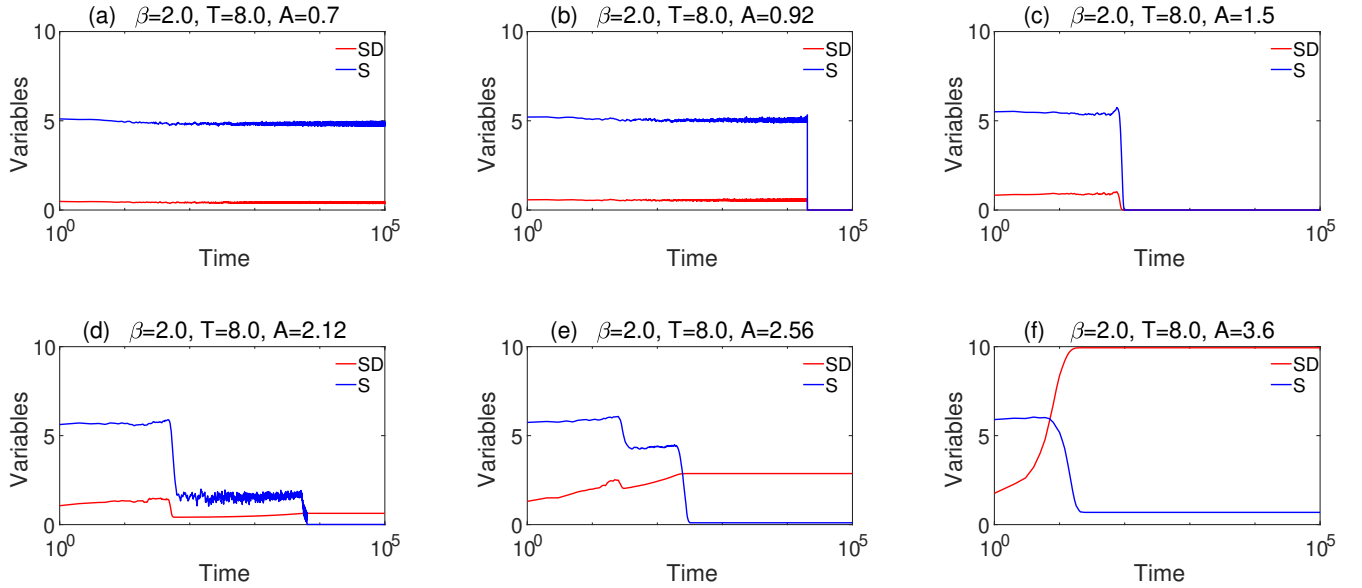 (a) β=2.0, T=8.0, A=0.7
10
5
0
Variables
SD
S
10^0
10^5
Time
(b) β=2.0, T=8.0, A=0.92
10
5
0
Variables
SD
S
10^0
10^5
Time
(c) β=2.0, T=8.0, A=1.5
10
5
0
Variables
SD
S
10^0
10^5
Time
(d) β=2.0, T=8.0, A=2.12
10
5
0
Variables
SD
S
10^0
10^5
Time
(e) β=2.0, T=8.0, A=2.56
10
5
0
Variables
SD
S
10^0
10^5
Time
(f) β=2.0, T=8.0, A=3.6
10
5
0
Variables
SD
S
10^0
10^5
Time